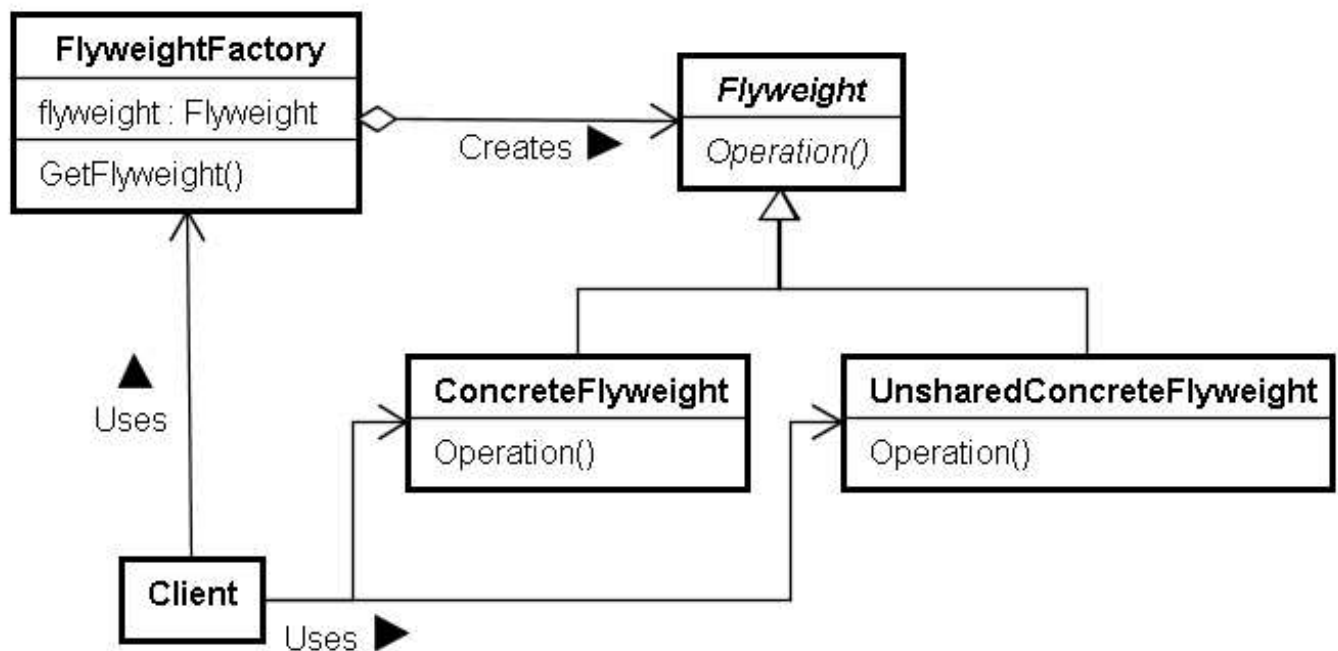 FlyweightFactory
flyweight : Flyweight
GetFlyweight()
Flyweight
Operation()
Creates
Uses
ConcreteFlyweight
Operation()
UnsharedConcreteFlyweight
Operation()
Client
Uses